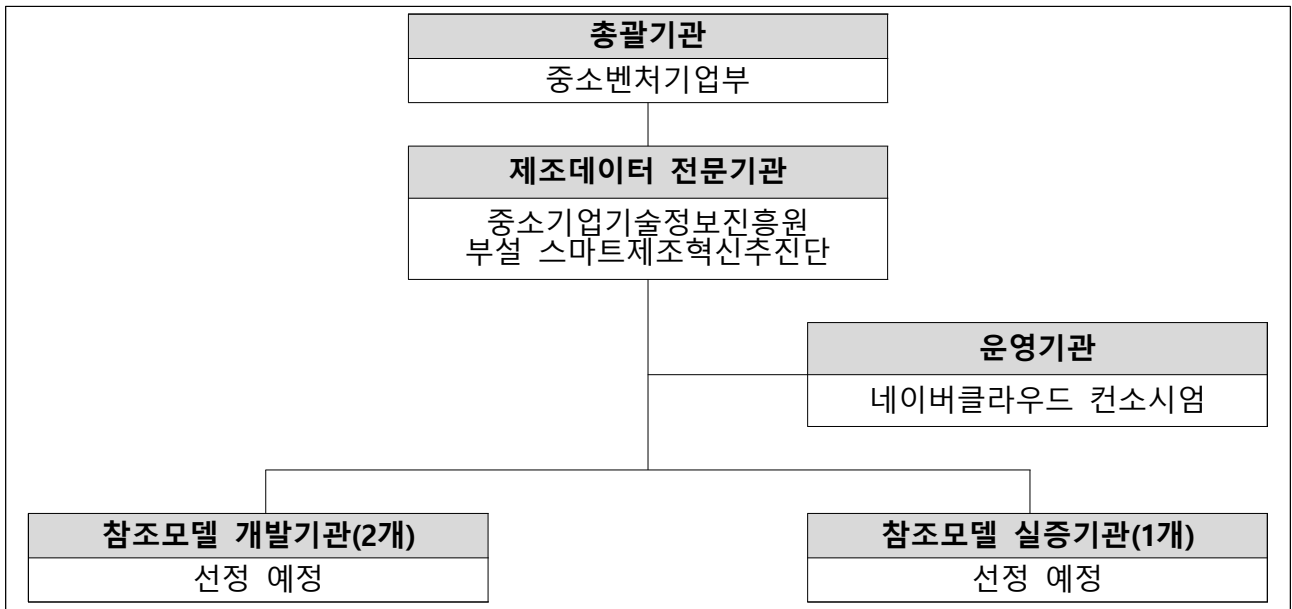 총괄기관
중소벤처기업부
제조데이터 전문기관
중소기업기술정보진흥원
부설 스마트제조혁신추진단
운영기관
네이버클라우드 컨소시엄
참조모델 개발기관(2개)
선정 예정
참조모델 실증기관(1개)
선정 예정